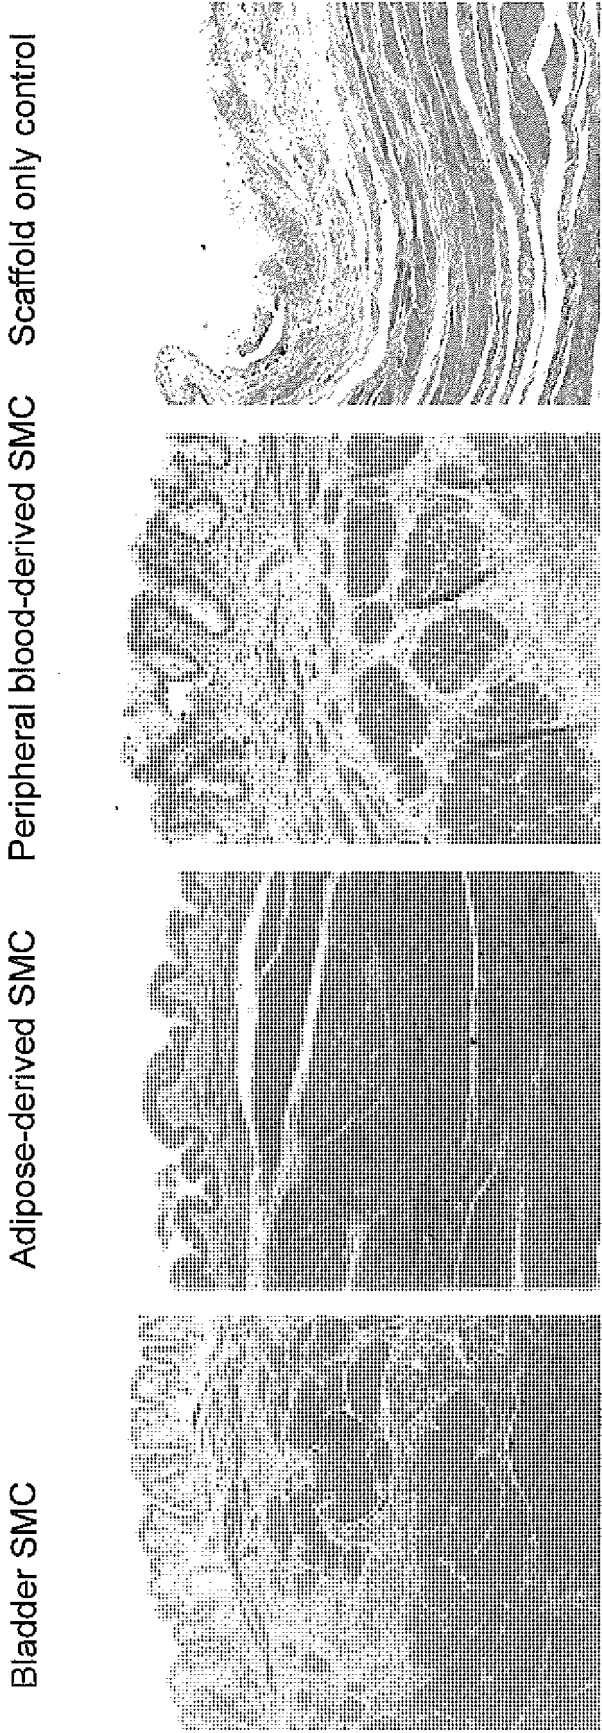 Bladder SMC
Adipose-derived SMC
Peripheral blood-derived SMC
Scaffold only control